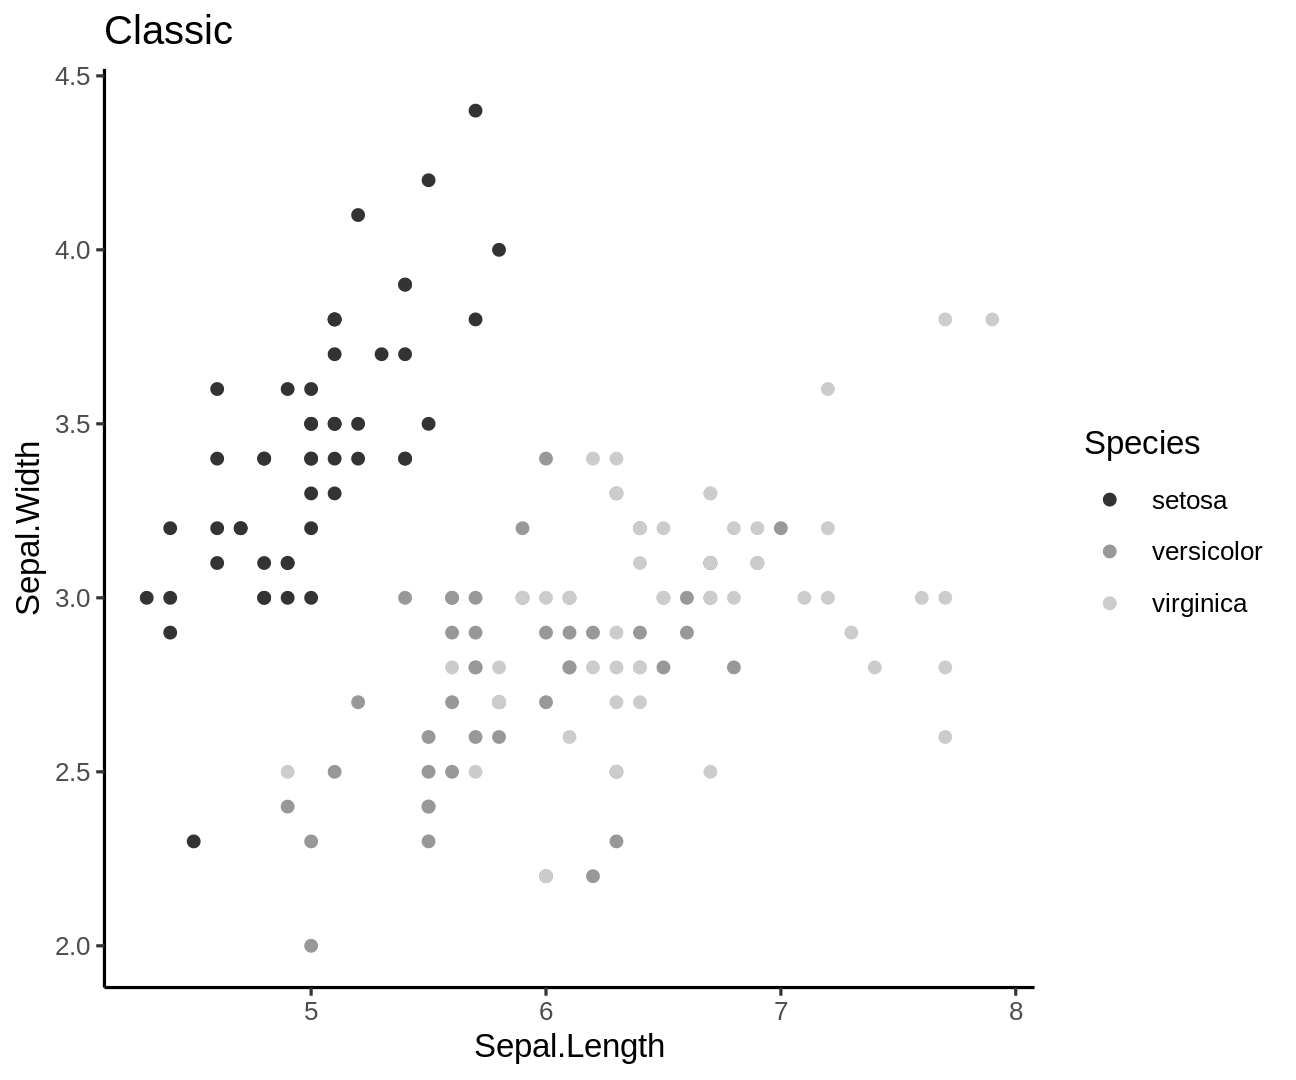 Classic
4.5
4.0
3.5
3.0
2.5
2.0
Sepal.Width
5 6 7 8
Sepal.Length
Species
setosa
versicolor
virginica